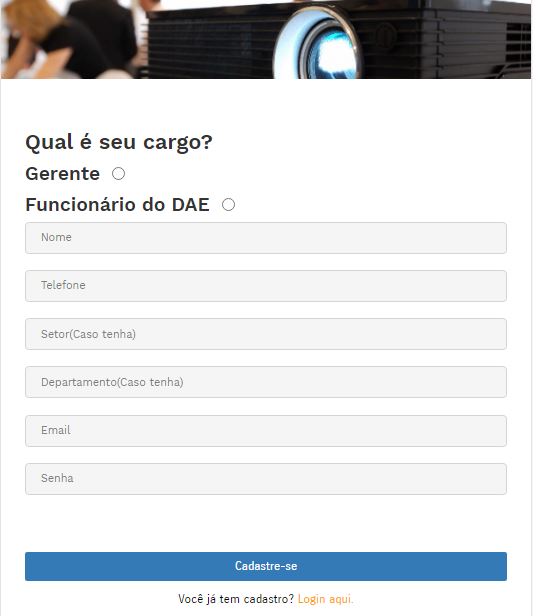 Qual é seu cargo?
Gerente
Funcionário do DAE
Nome
Telefone
Setor(Caso tenha)
Departamento(Caso tenha)
Email
Senha
Cadastre-se
Você já tem cadastro? Login aqui.